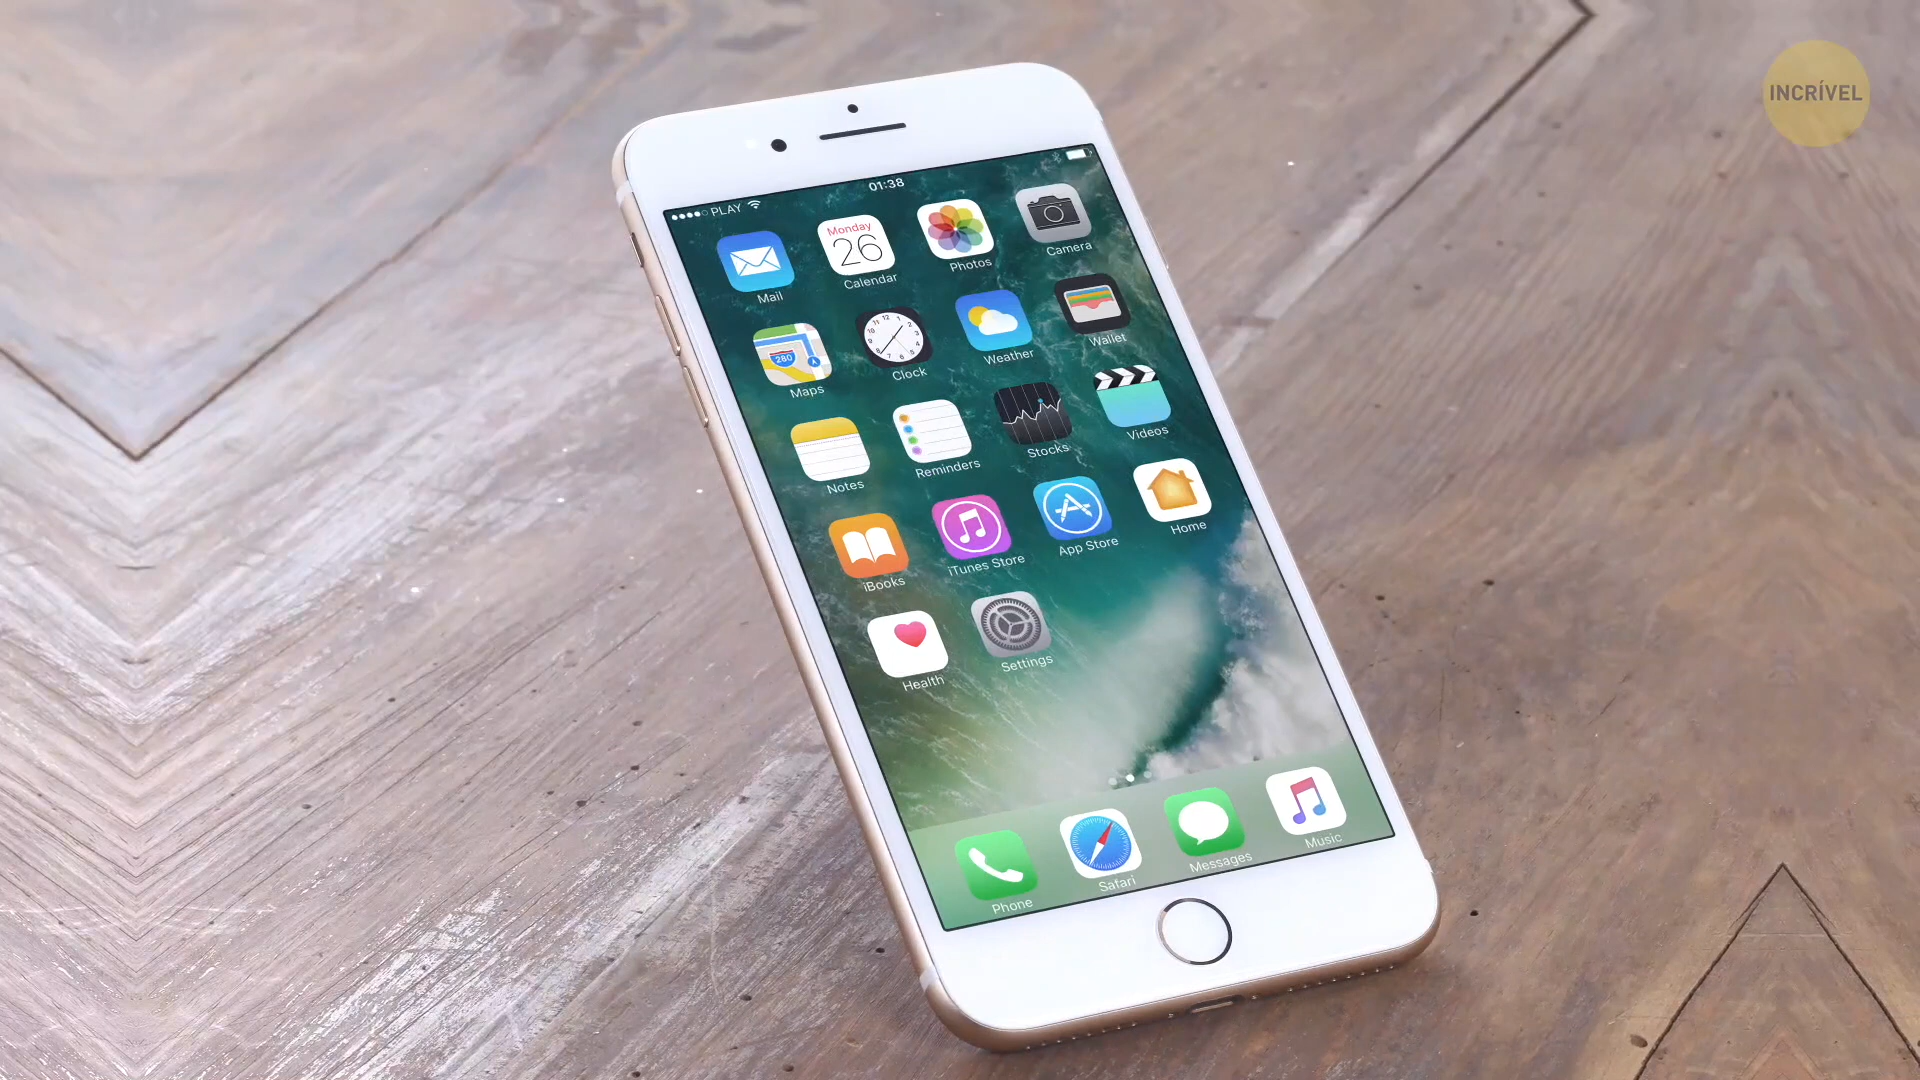 INCRÍVEL
PLAY
01:38
Monday
26
Mail
Calendar
Photos
Camera
280
Maps
Clock
Weather
Wallet
Notes
Reminders
Stocks
Videos
iBooks
iTunes Store
App Store
Home
Health
Settings
Phone
Safari
Messages
Music